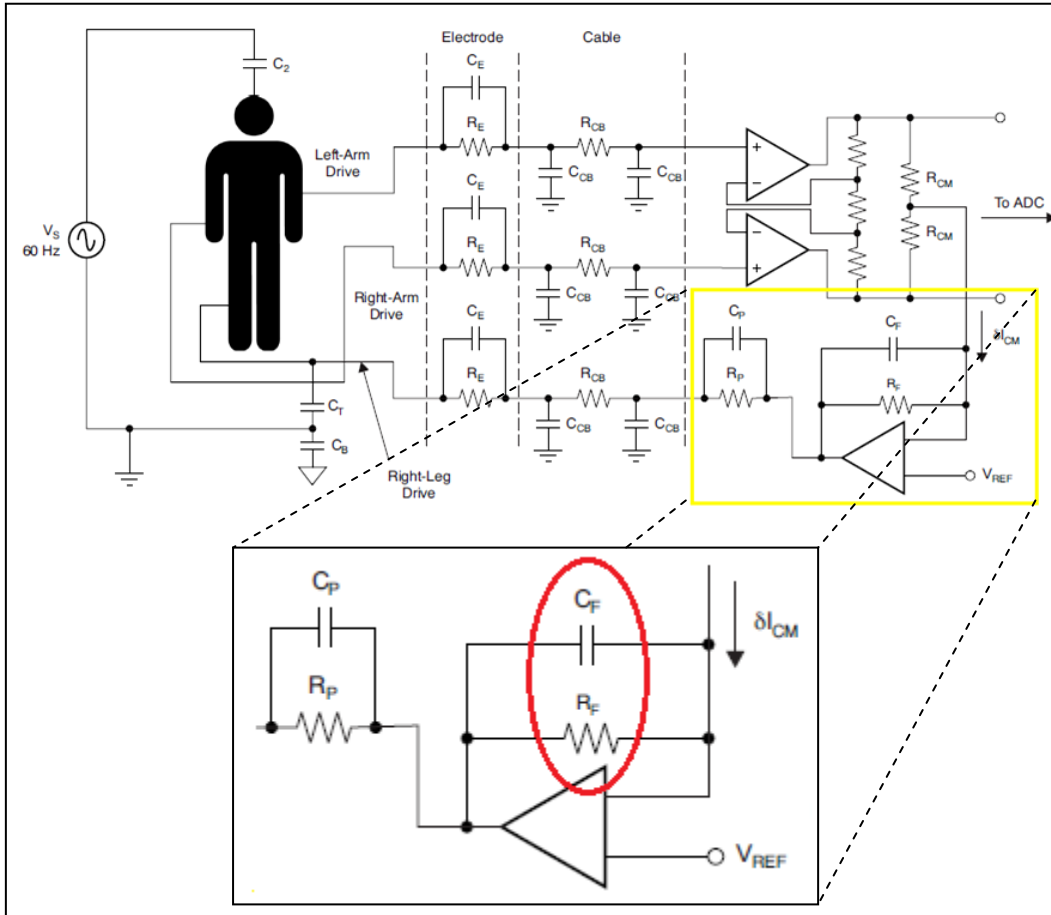 Electrode
Cable
C2
CE
RE
RCB
CCB
CCB
Left-Arm
Drive
CE
RE
RCB
CCB
CCB
RCM
RCM
To ADC
VS
60 Hz
Right-Arm
Drive
CE
RE
RCB
CCB
CCB
CP
RP
CF
RF
δICM
VREF
CT
CB
Right-Leg
Drive
CP
RP
CF
RF
δICM
VREF